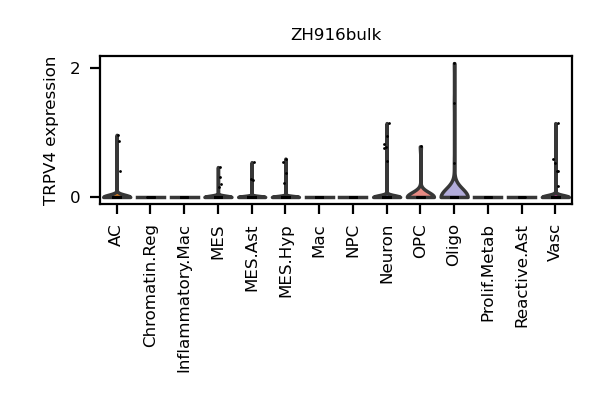 ZH916bulk
TRPV4 expression
2
0
AC
Chromatin.Reg
Inflammatory.Mac
MES
MES.Ast
MES.Hyp
Mac
NPC
Neuron
OPC
Oligo
Prolif.Metab
Reactive.Ast
Vasc